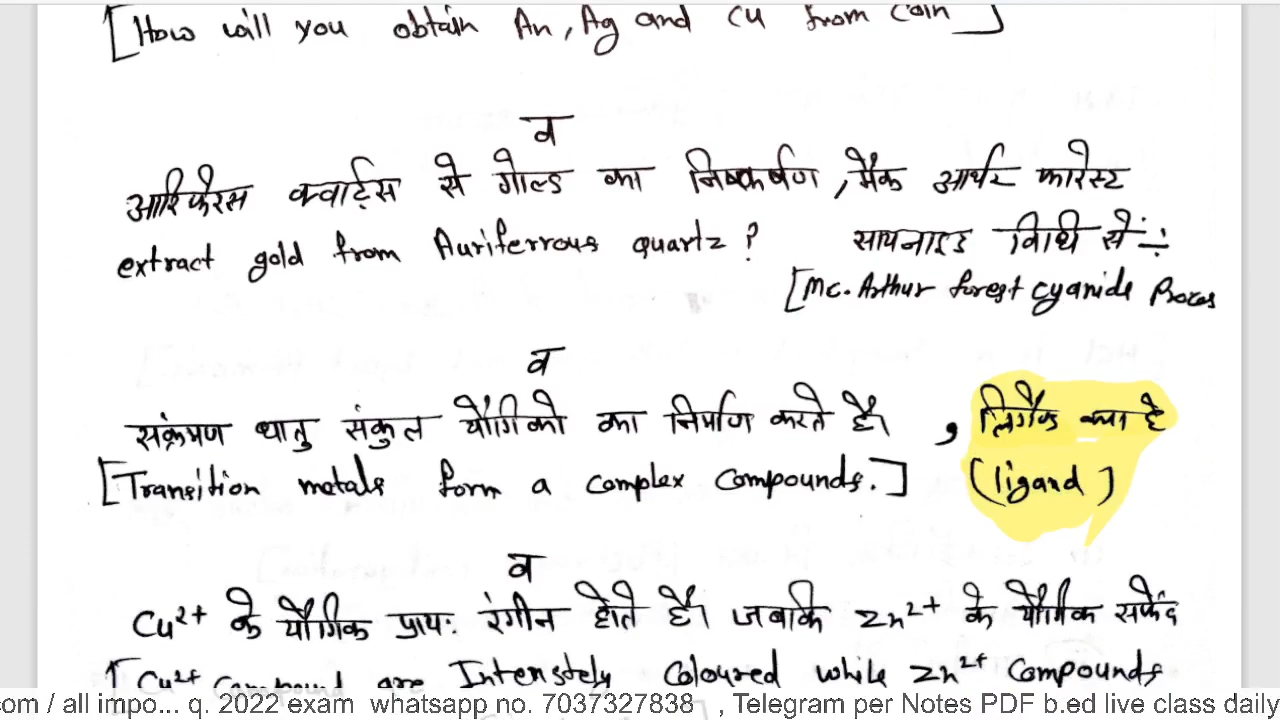 [How will you obtain An, Ag and Cu from Coin]
व
आरिफेरस क्वार्ट्स से गोल्ड का निष्कर्षण, मैक आर्थर फारेस्ट
extract gold from Auriferrous quartz? सायनाइड विधि से ÷
[Mc. Arthur forest cyanide Proces
व
संक्रमण धातु संकुल यौगिको का निर्माण करते है। , लिगैंड क्या है
[Transition metals form a complex compounds.] (ligand)
व
Cu²⁺ के यौगिक प्रायः रंगीन होते है। जबकि Zn²⁺ के यौगिक सफेद
[Cu²⁺ Compound are Intenstely Coloured while Zn²⁺ Compounds
com / all impo... q. 2022 exam whatsapp no. 7037327838 , Telegram per Notes PDF b.ed live class daily